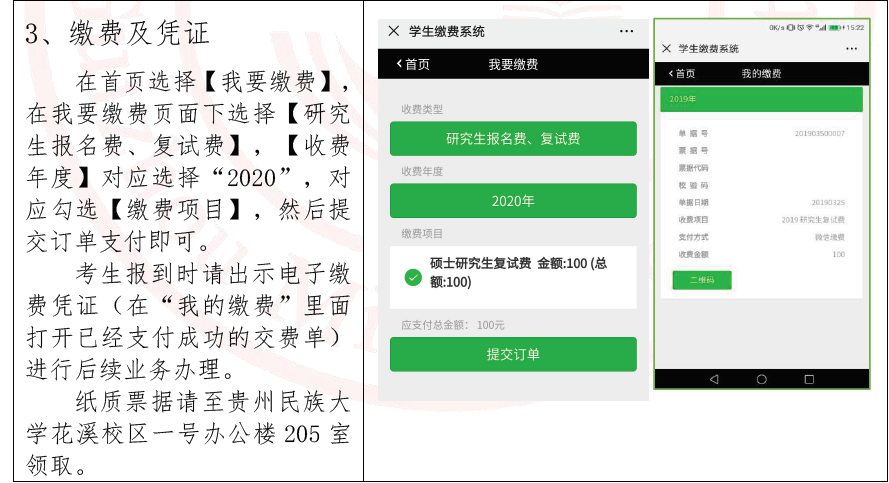 3、缴费及凭证
在首页选择【我要缴费】，
在我要缴费页面下选择【研究
生报名费、复试费】，【收费
年度】对应选择“2020”，对
应勾选【缴费项目】，然后提
交订单支付即可。
考生报到时请出示电子缴
费凭证（在“我的缴费”里面
打开已经支付成功的交费单）
进行后续业务办理。
纸质票据请至贵州民族大
学花溪校区一号办公楼 205 室
领取。
学生缴费系统
首页 我要缴费
收费类型
研究生报名费、复试费
收费年度
2020年
缴费项目
硕士研究生复试费 金额:100 (总
额:100)
应支付总金额： 100元
提交订单
0K/s 15:22
学生缴费系统
首页 我的缴费
2019年
单 据 号 201903500007
票 据 号
票据代码
校 验 码
单据日期 20190325
收费项目 2019 研究生复试费
支付方式 微信缴费
收费金额 100
二维码